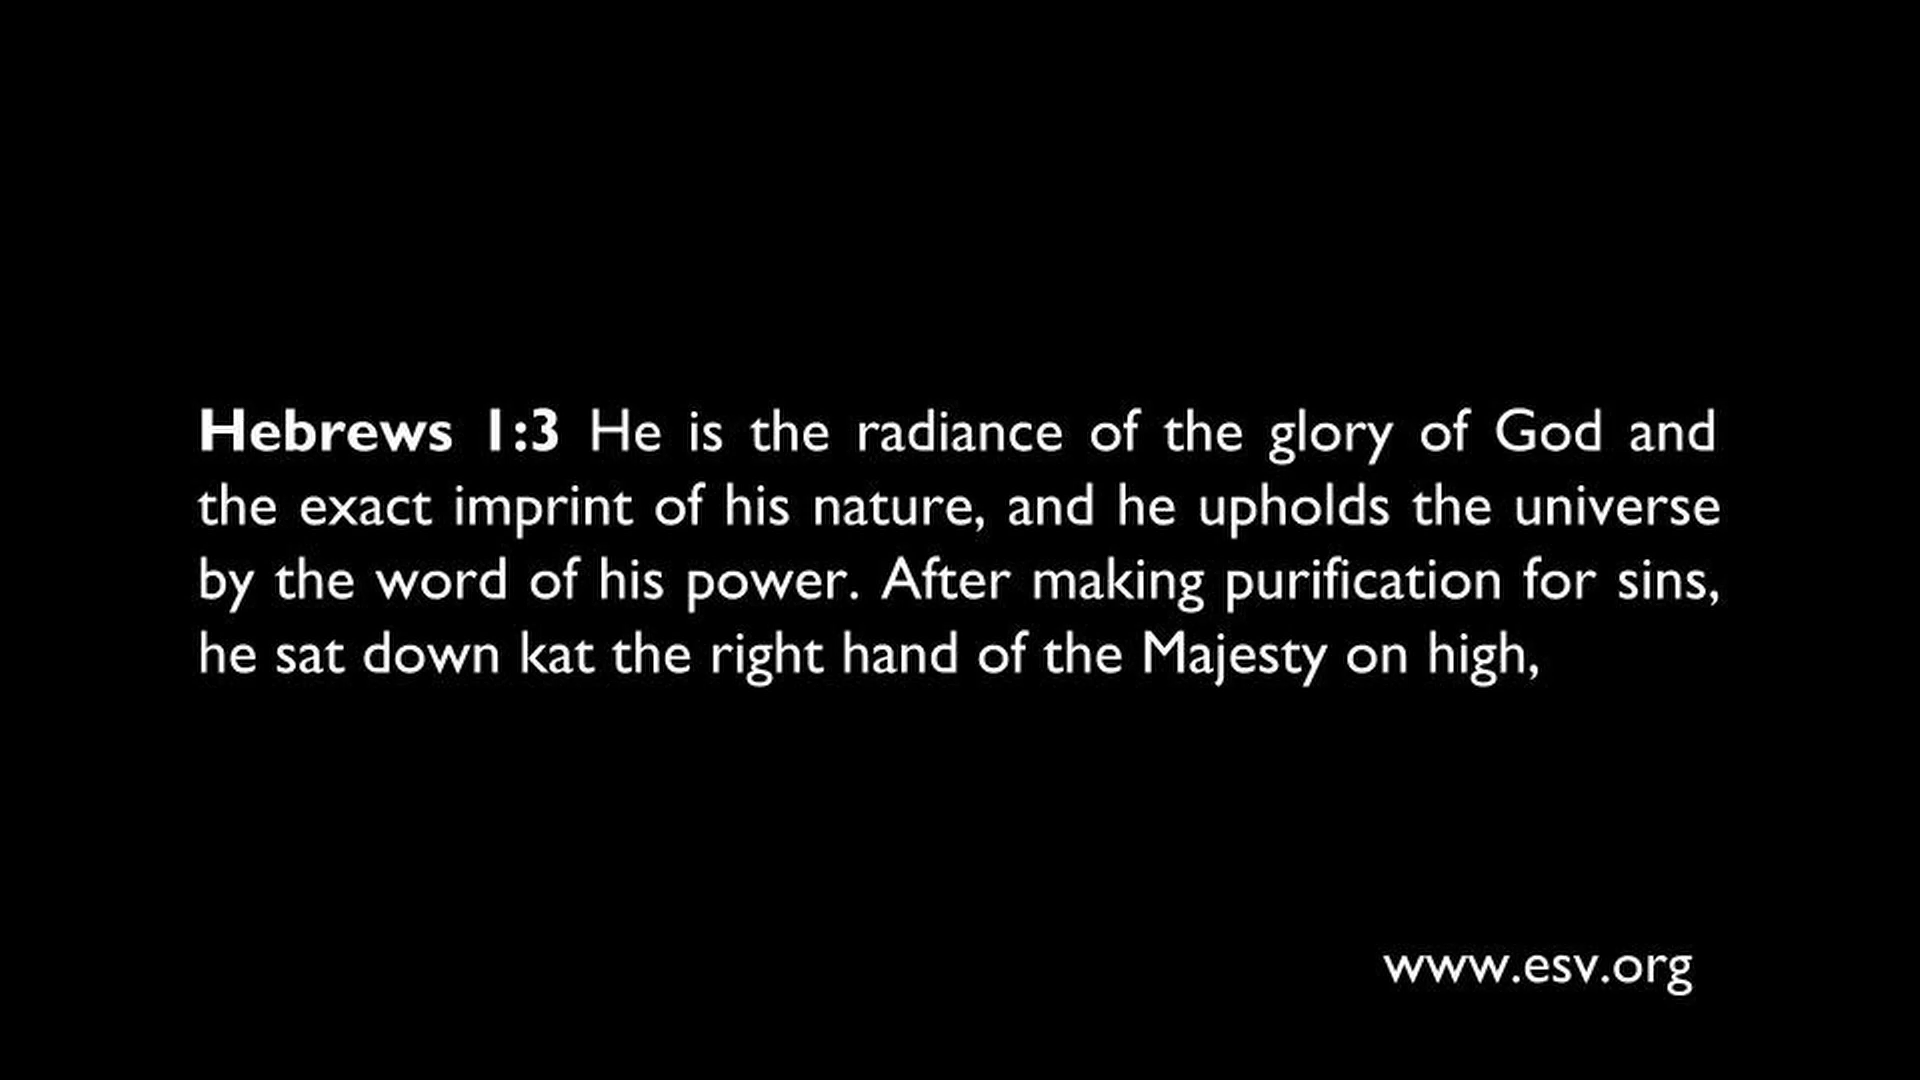 Hebrews 1:3 He is the radiance of the glory of God and
the exact imprint of his nature, and he upholds the universe
by the word of his power. After making purification for sins,
he sat down kat the right hand of the Majesty on high,
www.esv.org